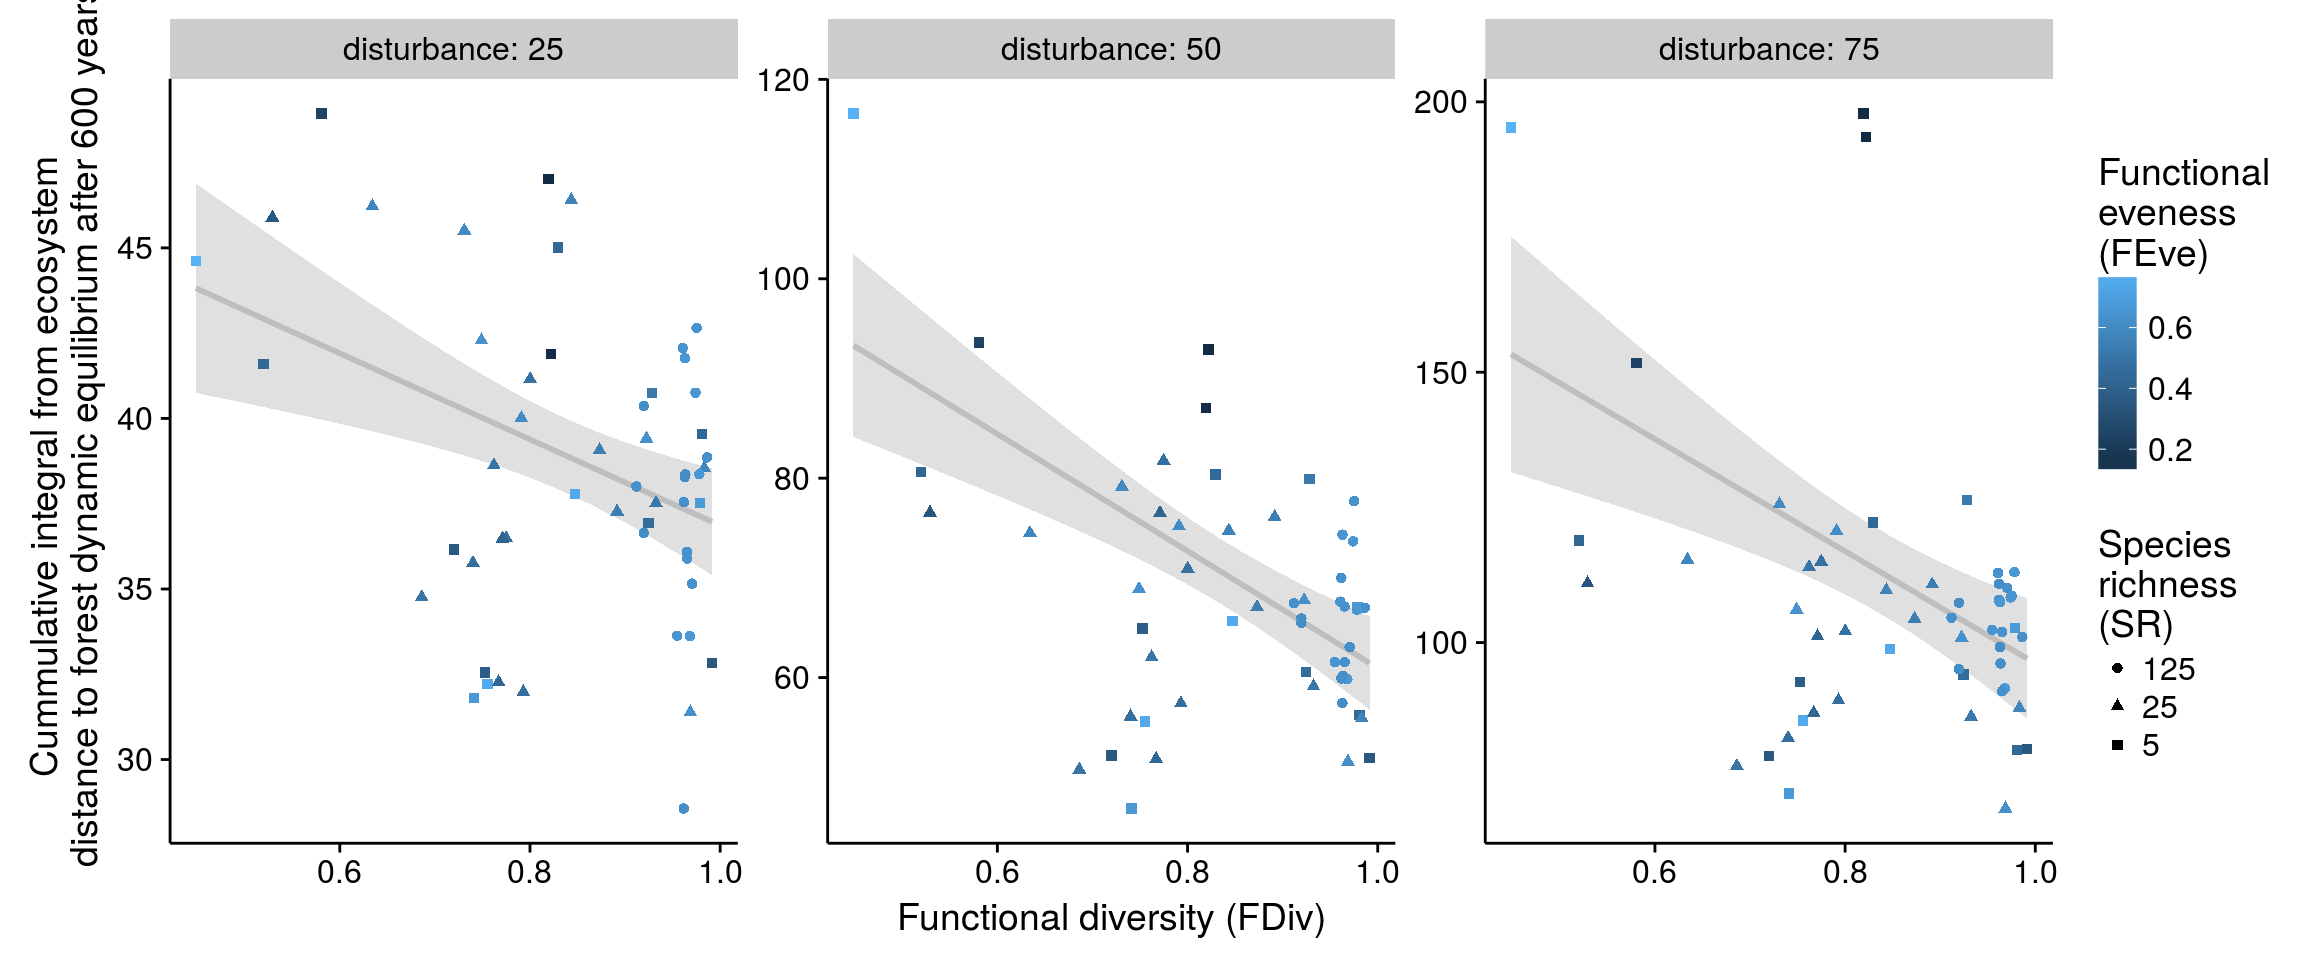 disturbance: 25
disturbance: 50
disturbance: 75
Cummulative integral from ecosystem
distance to forest dynamic equilibrium after 600 years
45
40
35
30
120
100
80
60
200
150
100
0.6 0.8 1.0
0.6 0.8 1.0
0.6 0.8 1.0
Functional diversity (FDiv)
Functional
eveness
(FEve)
0.6
0.4
0.2
Species
richness
(SR)
125
25
5